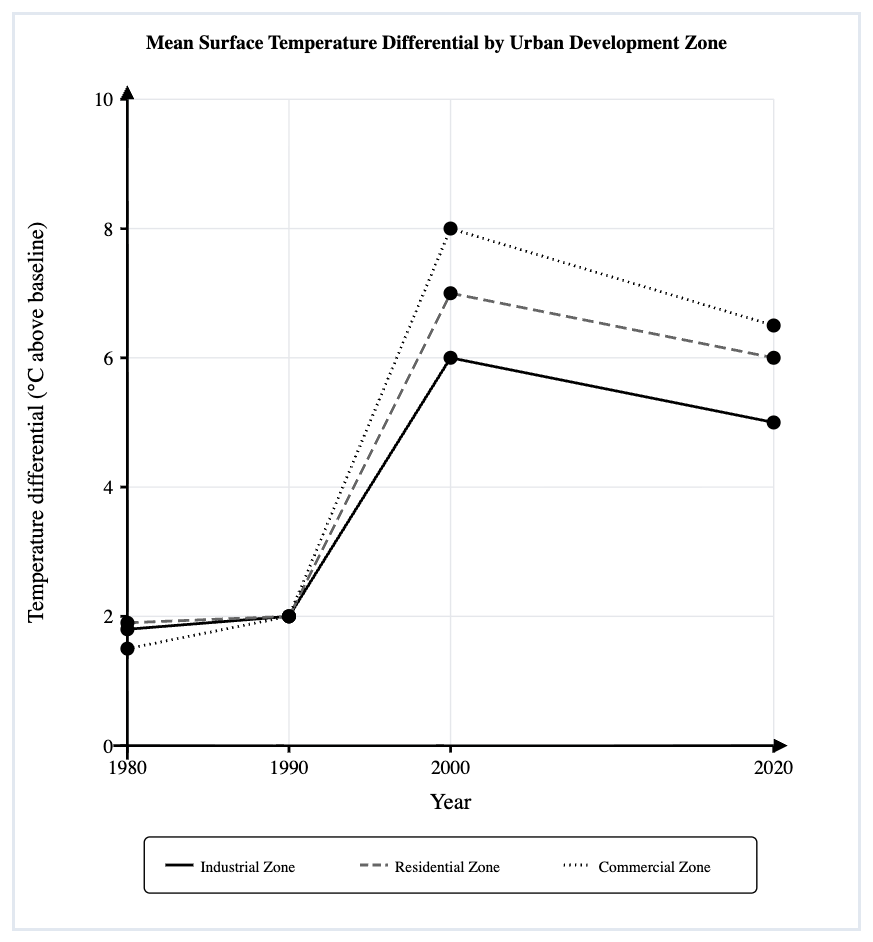 Mean Surface Temperature Differential by Urban Development Zone
Temperature differential (°C above baseline)
10
8
6
4
2
0
1980 1990 2000 2020
Year
Industrial Zone Residential Zone Commercial Zone